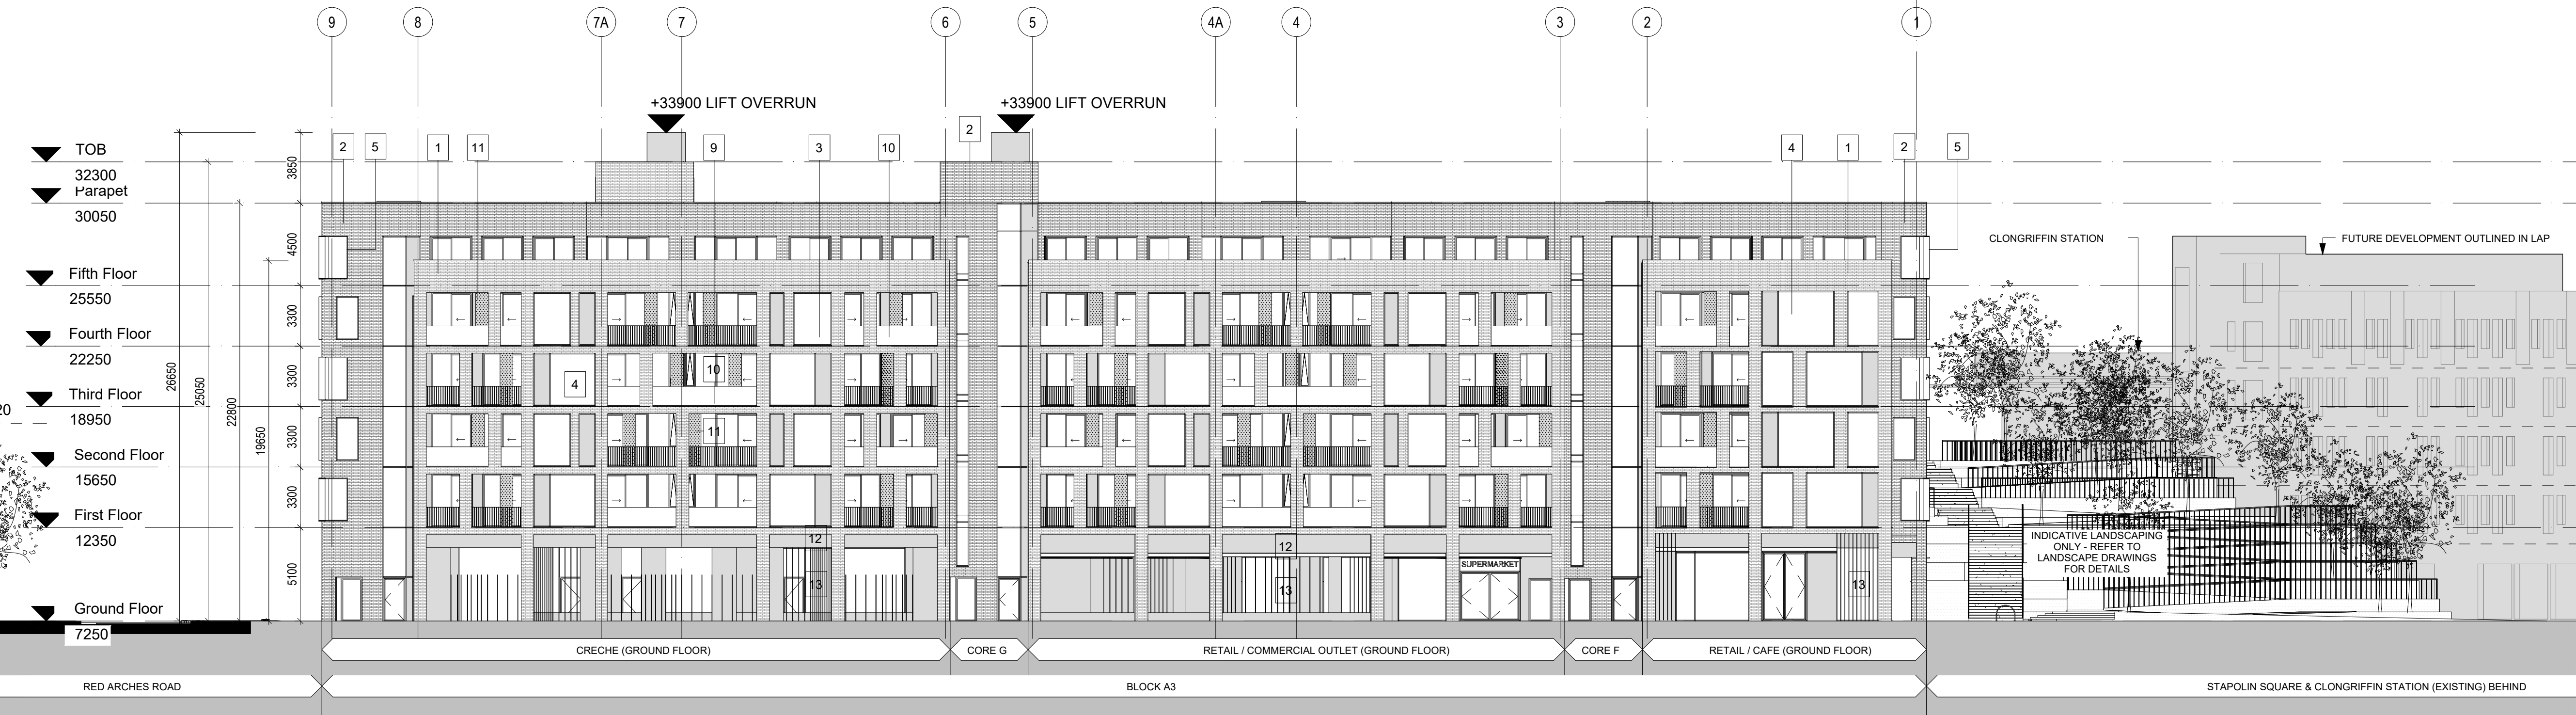 9
8
7A
7
6
5
4A
4
3
2
1
+33900 LIFT OVERRUN
+33900 LIFT OVERRUN
2
5
1
11
9
3
10
2
4
1
2
5
TOB
32300
Parapet
30050
Fifth Floor
25550
Fourth Floor
22250
Third Floor
18950
Second Floor
15650
First Floor
12350
Ground Floor
7250
20
26650
25050
22800
19650
3850
4500
3300
3300
3300
3300
5100
4
10
11
12
13
12
13
13
SUPERMARKET
CLONGRIFFIN STATION
FUTURE DEVELOPMENT OUTLINED IN LAP
INDICATIVE LANDSCAPING
ONLY - REFER TO
LANDSCAPE DRAWINGS
FOR DETAILS
CRECHE (GROUND FLOOR)
CORE G
RETAIL / COMMERCIAL OUTLET (GROUND FLOOR)
CORE F
RETAIL / CAFE (GROUND FLOOR)
RED ARCHES ROAD
BLOCK A3
STAPOLIN SQUARE & CLONGRIFFIN STATION (EXISTING) BEHIND